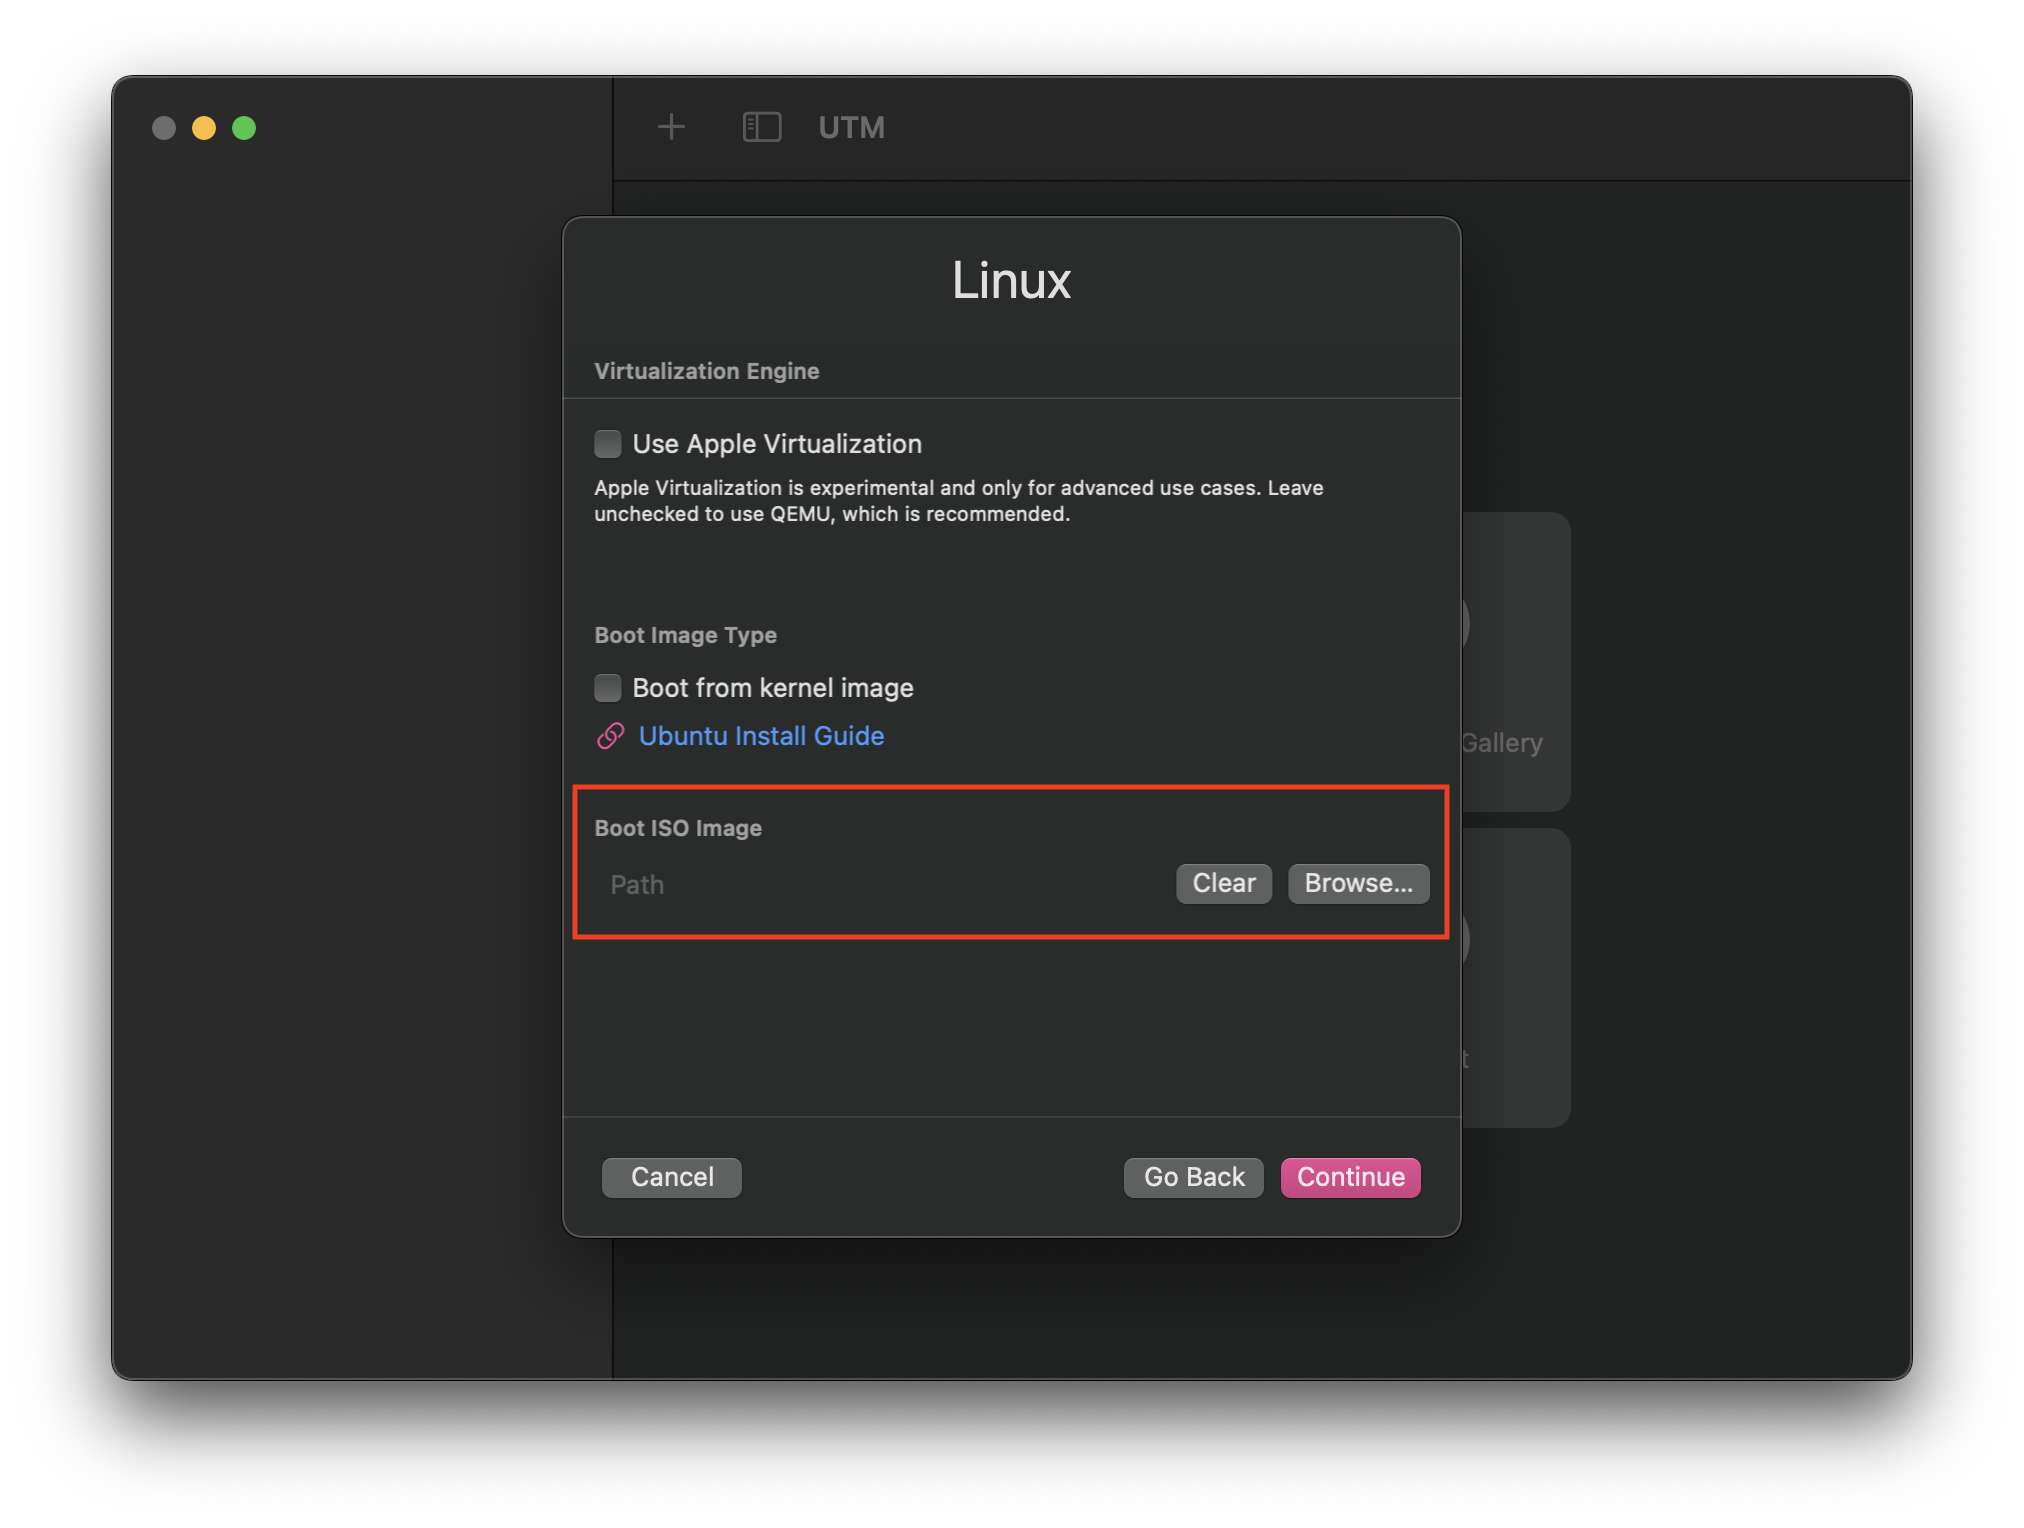 UTM
Linux
Virtualization Engine
Use Apple Virtualization
Apple Virtualization is experimental and only for advanced use cases. Leave
unchecked to use QEMU, which is recommended.
Boot Image Type
Boot from kernel image
Ubuntu Install Guide
Gallery
Boot ISO Image
Path
Clear
Browse...
Cancel
Go Back
Continue